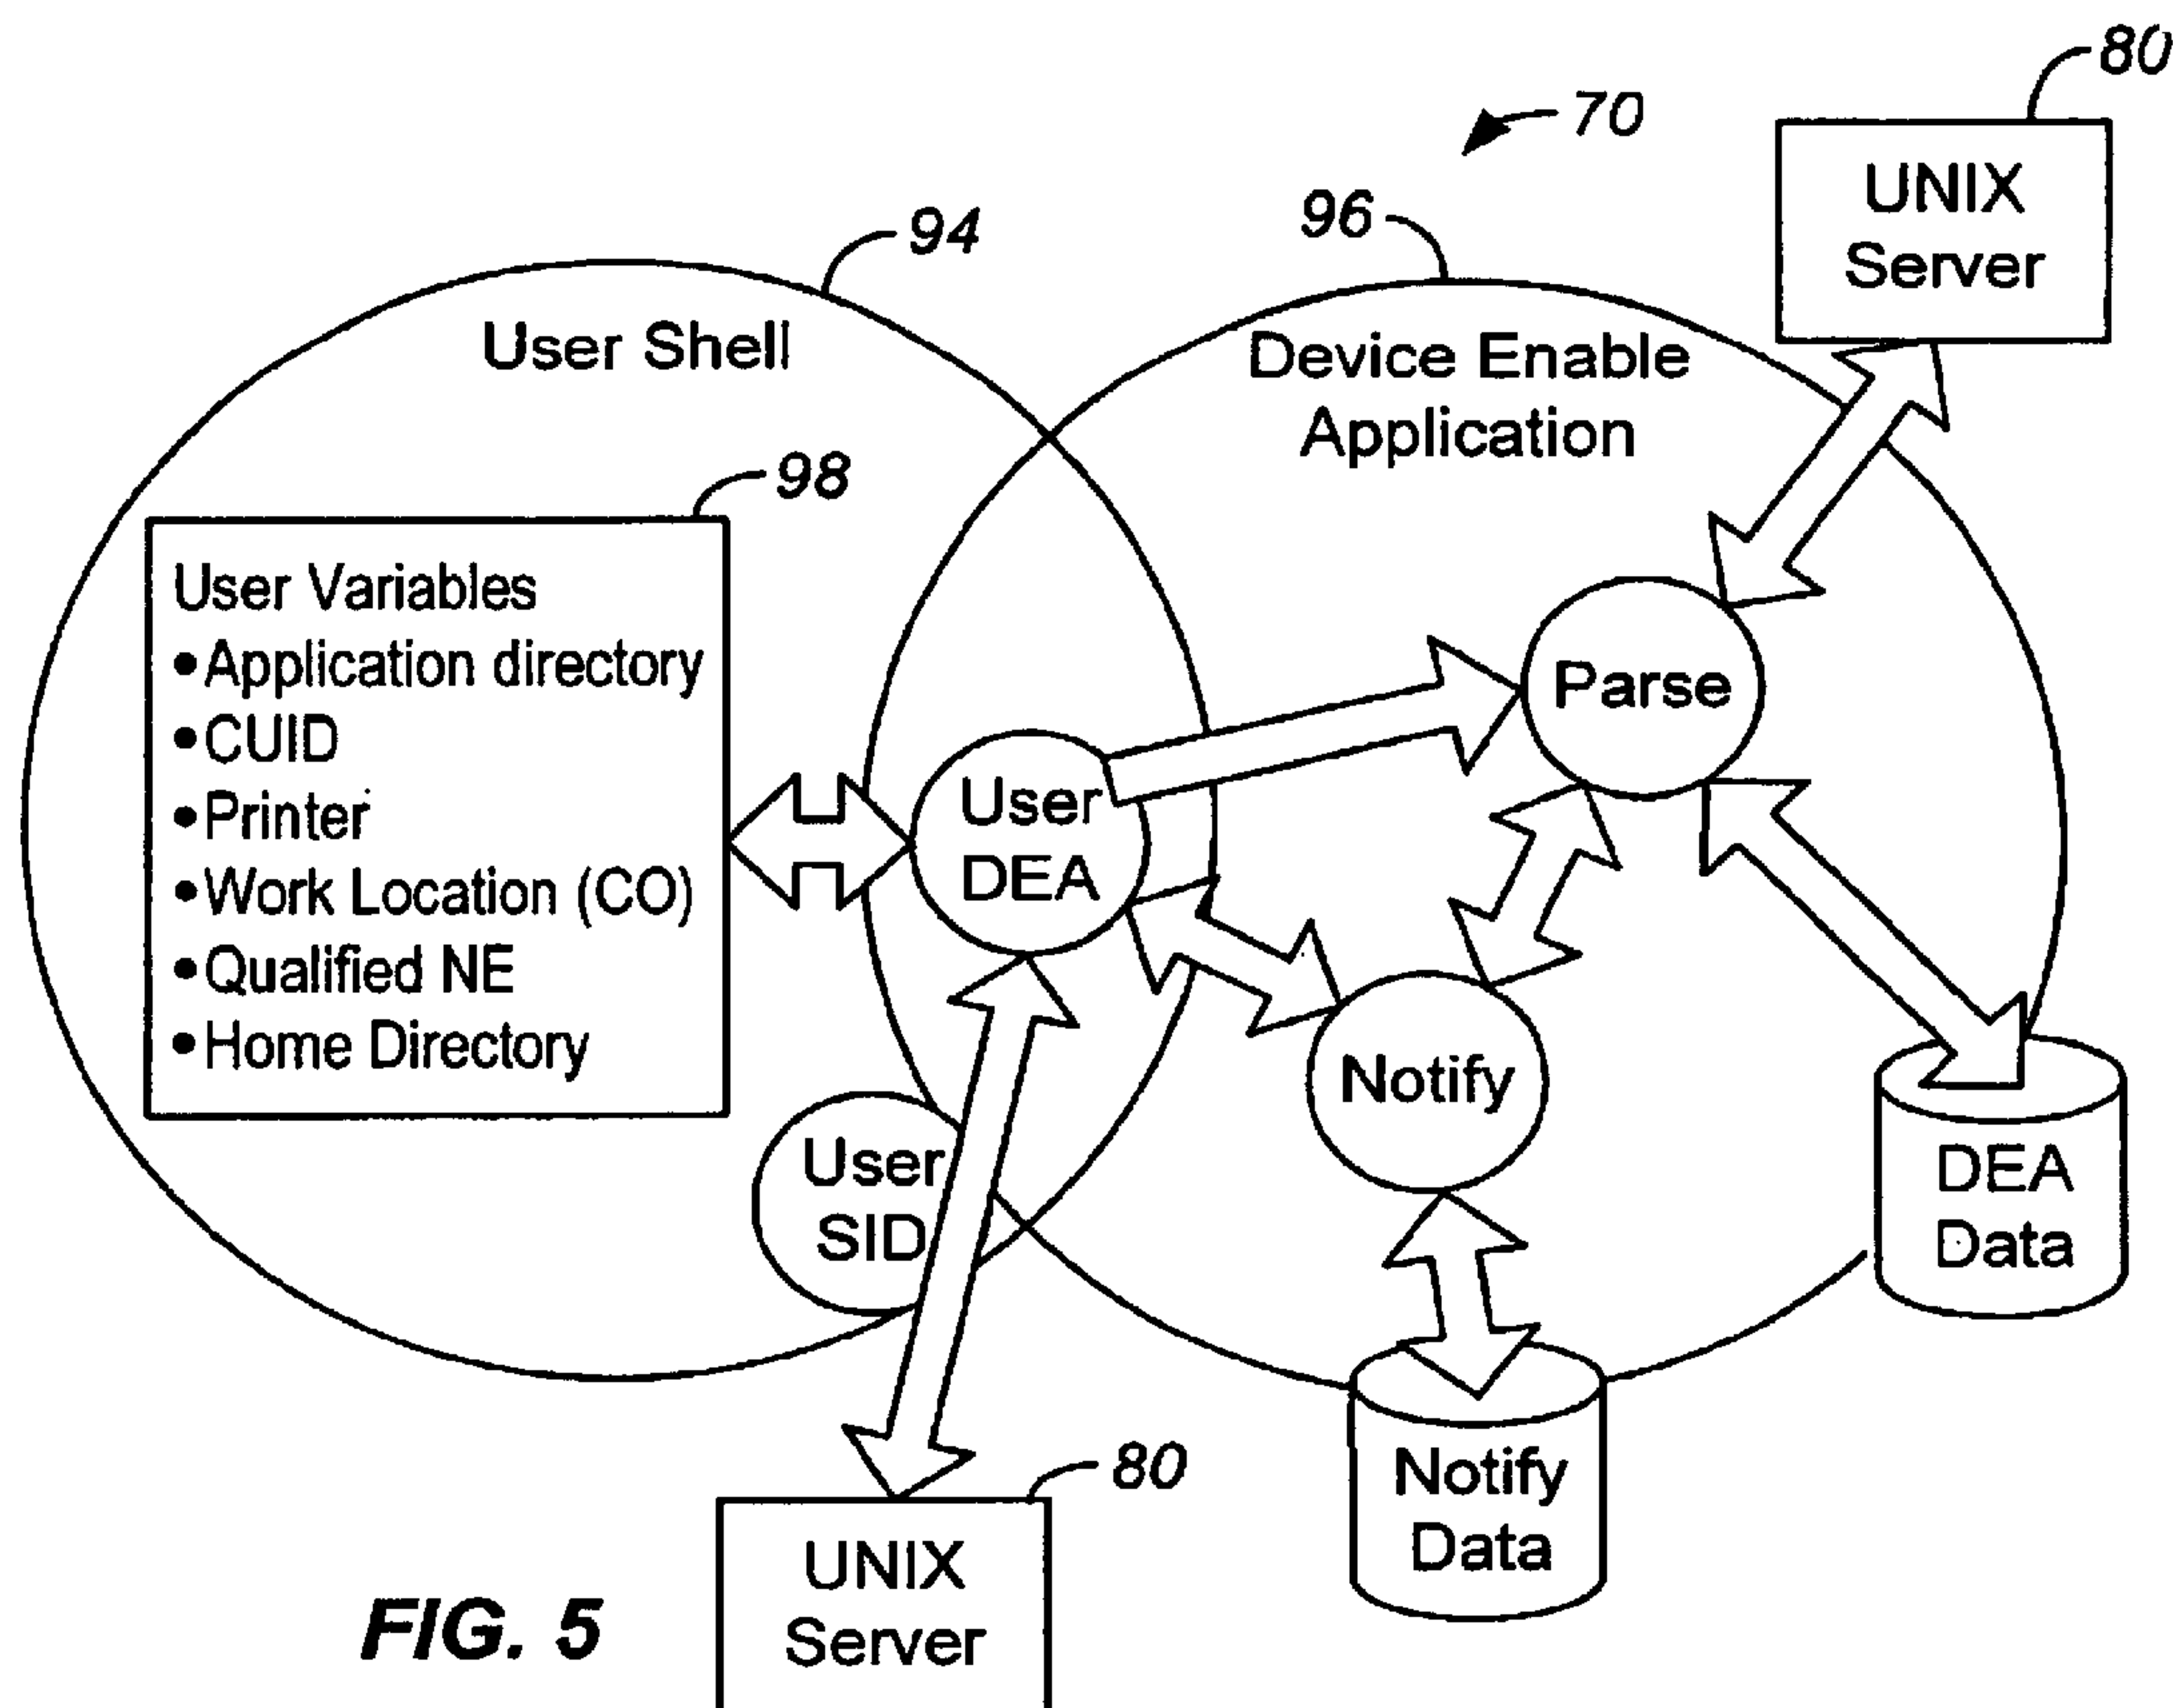 80
70
UNIX
Server
94
96
User Shell
Device Enable
Application
98
User Variables
•Application directory
•CUID
•Printer
•Work Location (CO)
•Qualified NE
•Home Directory
User
DEA
Parse
Notify
User
SID
DEA
Data
Notify
Data
80
UNIX
Server
FIG. 5